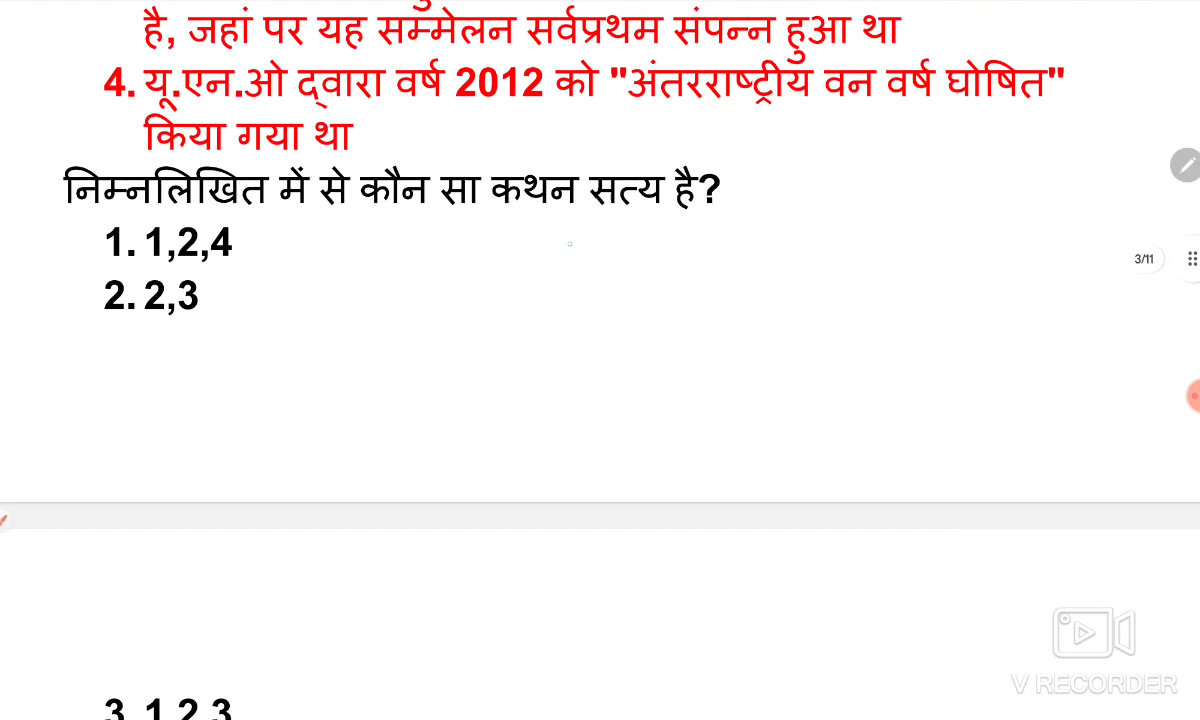 है, जहां पर यह सम्मेलन सर्वप्रथम संपन्न हुआ था
4. यू.एन.ओ द्वारा वर्ष 2012 को "अंतरराष्ट्रीय वन वर्ष घोषित"
किया गया था
निम्नलिखित में से कौन सा कथन सत्य है?
1. 1,2,4
3/11
2. 2,3
V RECORDER
3. 1,2,3